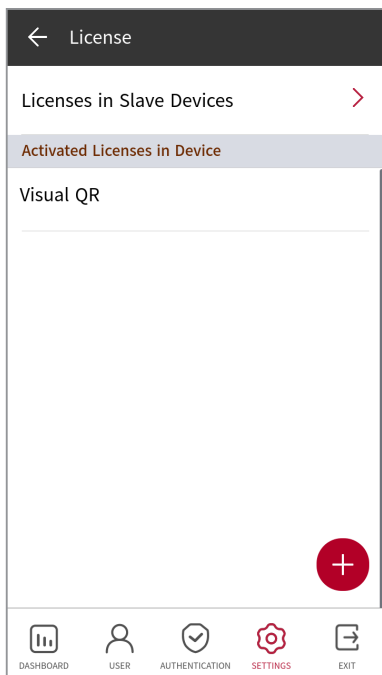 License
Licenses in Slave Devices
Activated Licenses in Device
Visual QR
DASHBOARD
USER
AUTHENTICATION
SETTINGS
EXIT